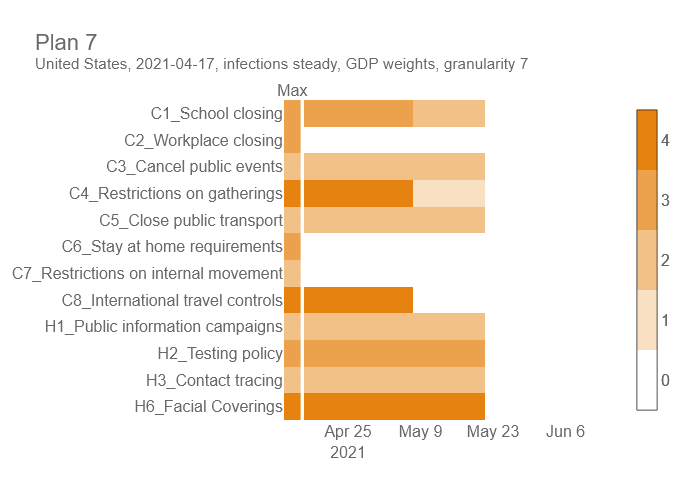 Plan 7
United States, 2021-04-17, infections steady, GDP weights, granularity 7
Max
C1_School closing
C2_Workplace closing
C3_Cancel public events
C4_Restrictions on gatherings
C5_Close public transport
C6_Stay at home requirements
C7_Restrictions on internal movement
C8_International travel controls
H1_Public information campaigns
H2_Testing policy
H3_Contact tracing
H6_Facial Coverings
Apr 25 May 9 May 23 Jun 6
2021
4
3
2
1
0